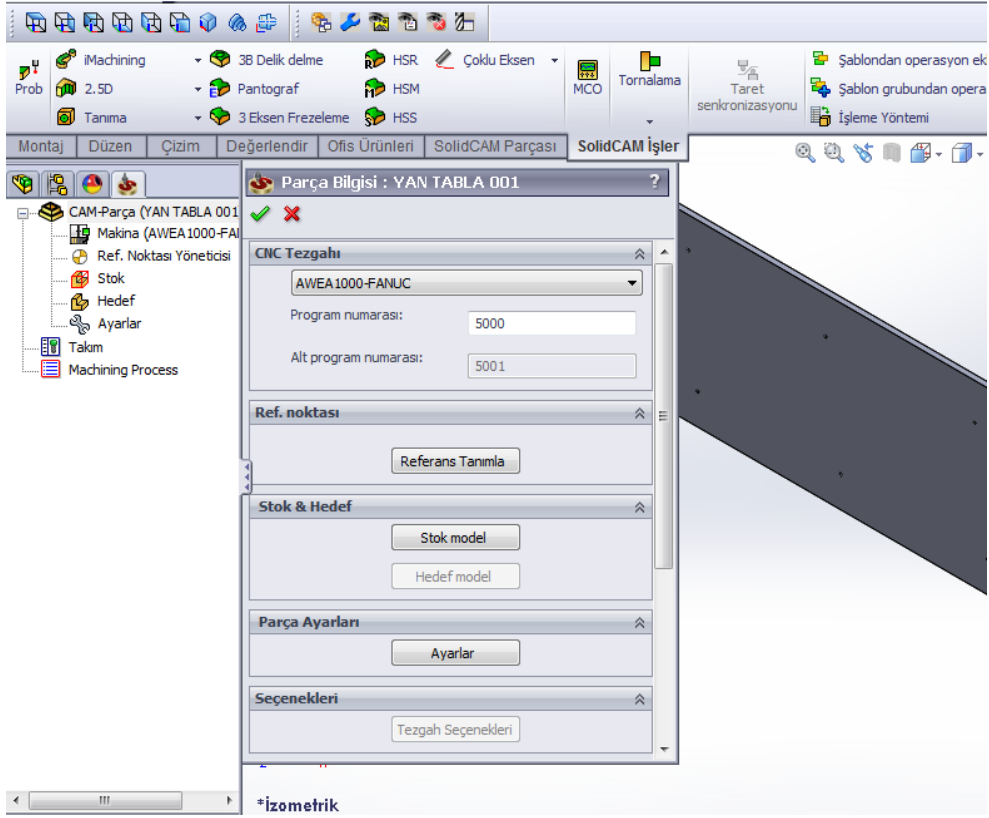 iMachining
3B Delik delme
HSR
Çoklu Eksen
Şablondan operasyon ekl
Prob
2.5D
Pantograf
HSM
MCO
Tornalama
Taret
senkronizasyonu
Şablon grubundan opera
Tanıma
3 Eksen Frezeleme
HSS
İşleme Yöntemi
Montaj
Düzen
Çizim
Değerlendir
Ofis Ürünleri
SolidCAM Parçası
SolidCAM İşler
Parça Bilgisi : YAN TABLA 001
?
CAM-Parça (YAN TABLA 001
Makina (AWEA1000-FAI
Ref. Noktası Yöneticisi
Stok
Hedef
Ayarlar
Takım
Machining Process
CNC Tezgahı
AWEA1000-FANUC
Program numarası:
5000
Alt program numarası:
5001
Ref. noktası
Referans Tanımla
Stok & Hedef
Stok model
Hedef model
Parça Ayarları
Ayarlar
Seçenekleri
Tezgah Seçenekleri
*İzometrik